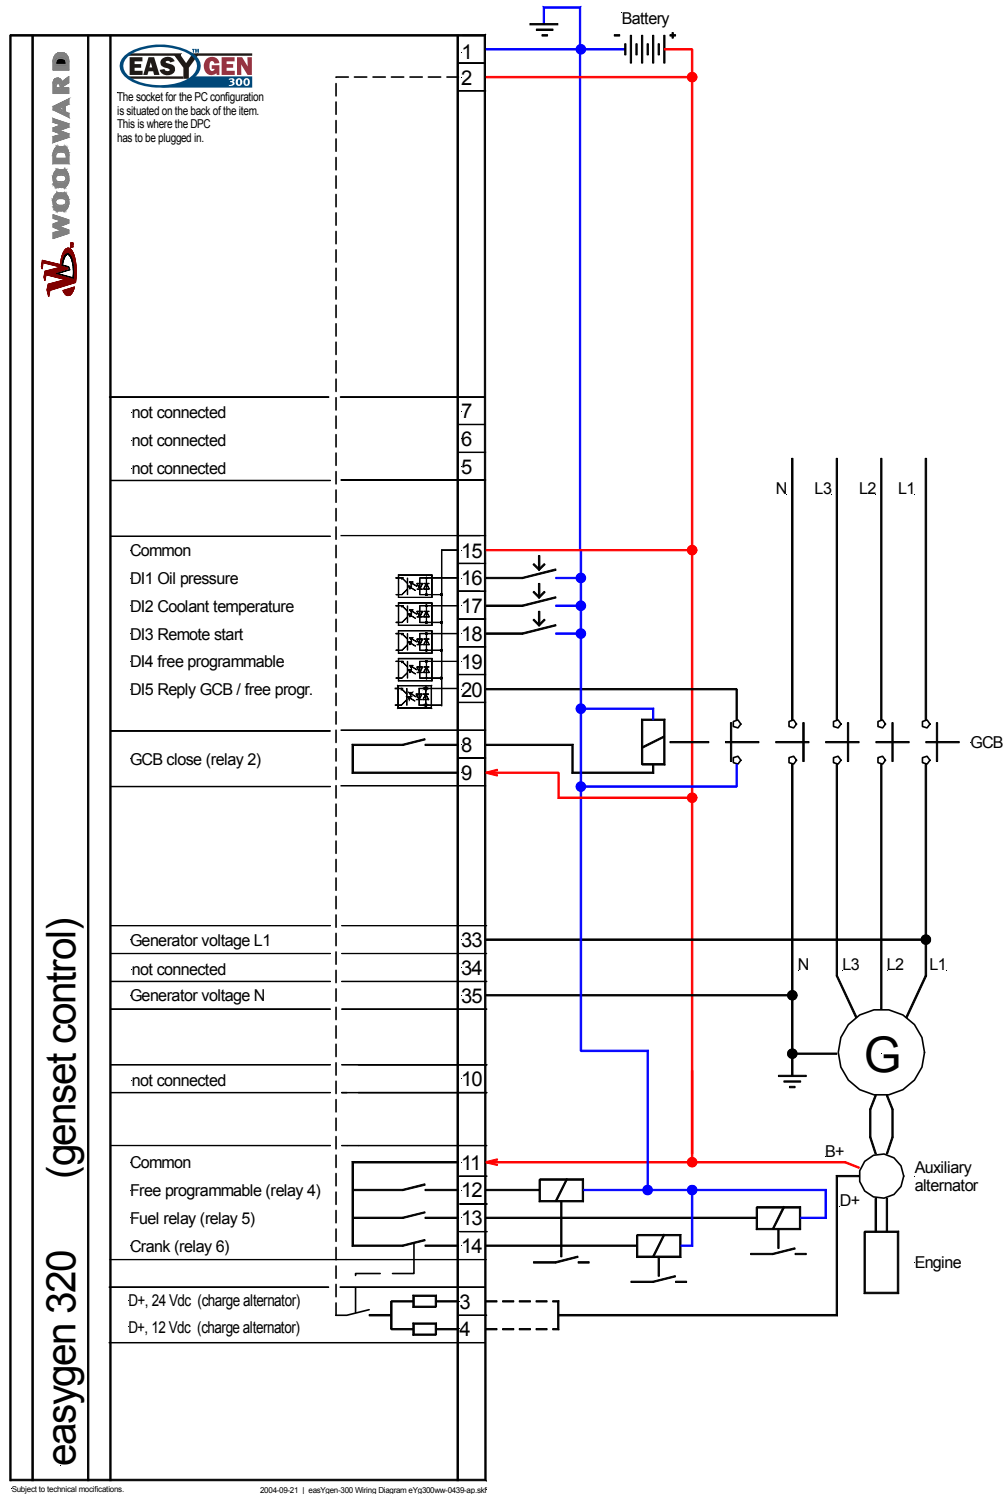 Battery
- +
1
2
WOODWARD
EASYGEN™
300
The socket for the PC configuration
is situated on the back of the item.
This is where the DPC
has to be plugged in.
not connected 7
not connected 6
not connected 5
N L3 L2 L1
Common 15
DI1 Oil pressure 16
DI2 Coolant temperature 17
DI3 Remote start 18
DI4 free programmable 19
DI5 Reply GCB / free progr. 20
GCB close (relay 2) 8
9
GCB
Generator voltage L1 33
not connected 34
Generator voltage N 35
N L3 L2 L1
G
not connected 10
Common 11
Free programmable (relay 4) 12
Fuel relay (relay 5) 13
Crank (relay 6) 14
B+
D+
Auxiliary
alternator
Engine
D+, 24 Vdc (charge alternator) 3
D+, 12 Vdc (charge alternator) 4
easygen 320 (genset control)
Subject to technical mocifications.
2004-09-21 | easYgen-300 Wiring Diagram eYg300ww-0439-ap.skf